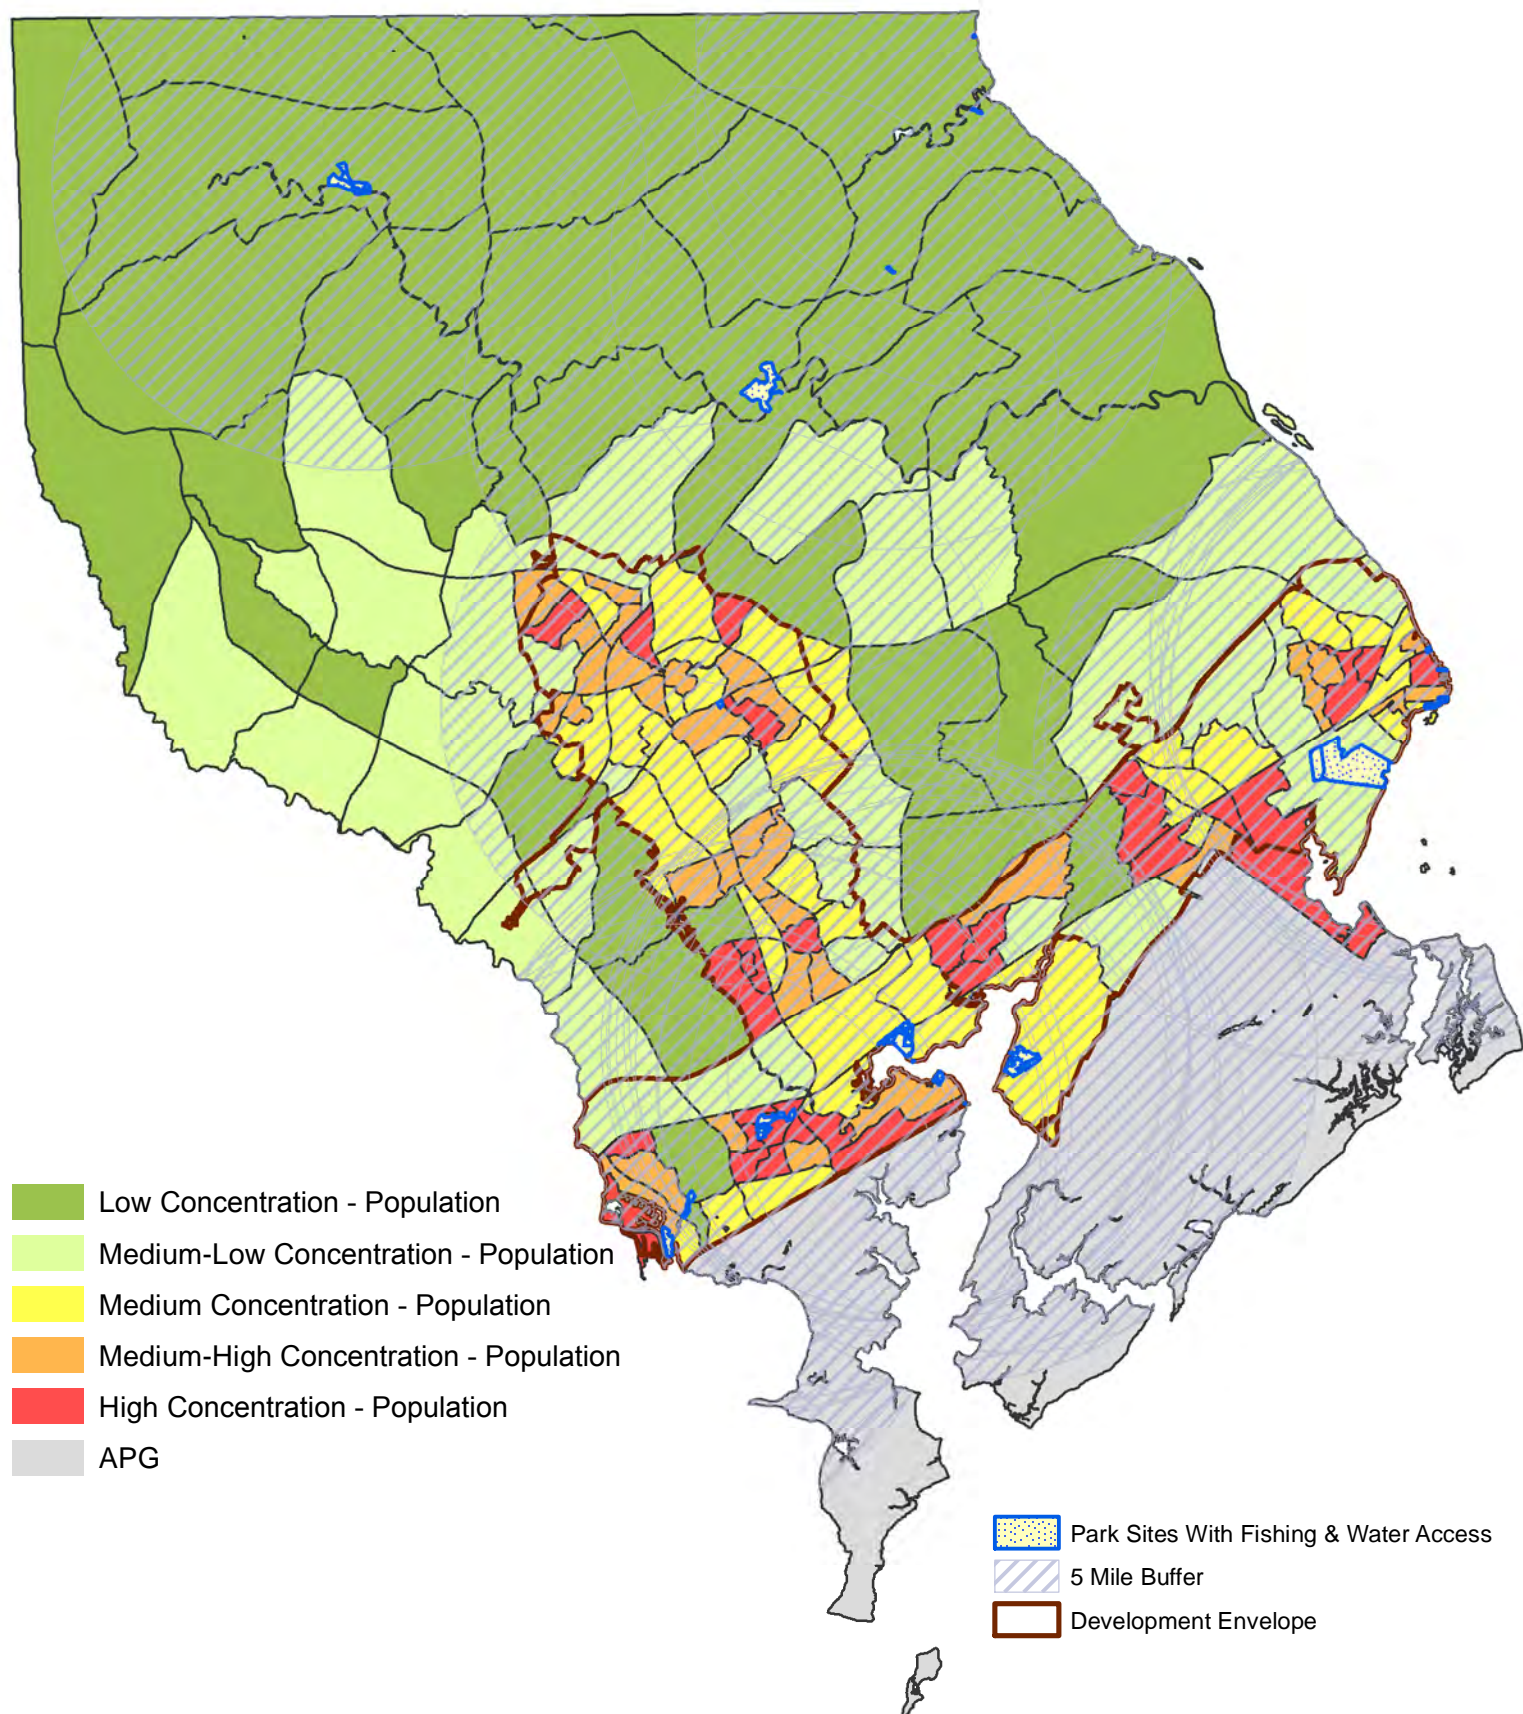 Low Concentration - Population
Medium-Low Concentration - Population
Medium Concentration - Population
Medium-High Concentration - Population
High Concentration - Population
APG
Park Sites With Fishing & Water Access
5 Mile Buffer
Development Envelope